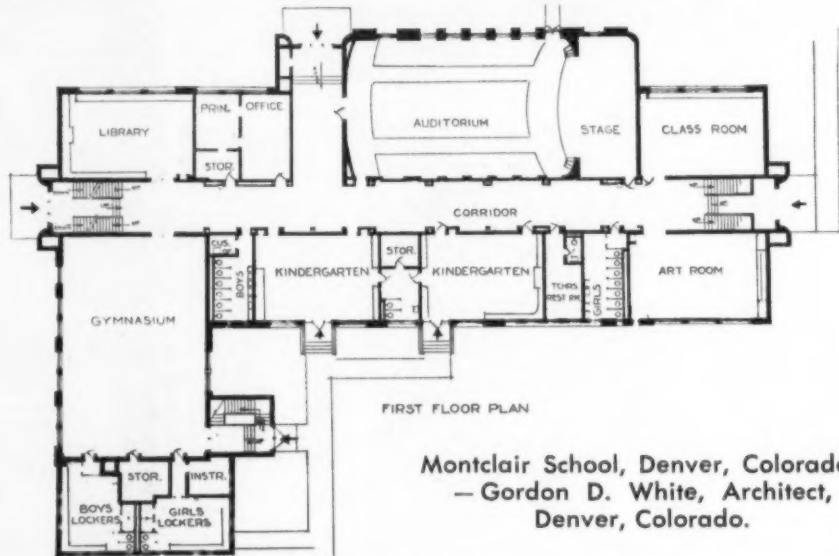 LIBRARY
PRIN.
OFFICE
STOR.
AUDITORIUM
STAGE
CLASS ROOM
CORRIDOR
CUS.
BOYS
KINDERGARTEN
STOR.
KINDERGARTEN
TCHRS.
REST RM.
GIRLS
ART ROOM
GYMNASIUM
FIRST FLOOR PLAN
STOR.
INSTR.
BOYS
LOCKERS
GIRLS
LOCKERS
Montclair School, Denver, Colorado
— Gordon D. White, Architect,
Denver, Colorado.